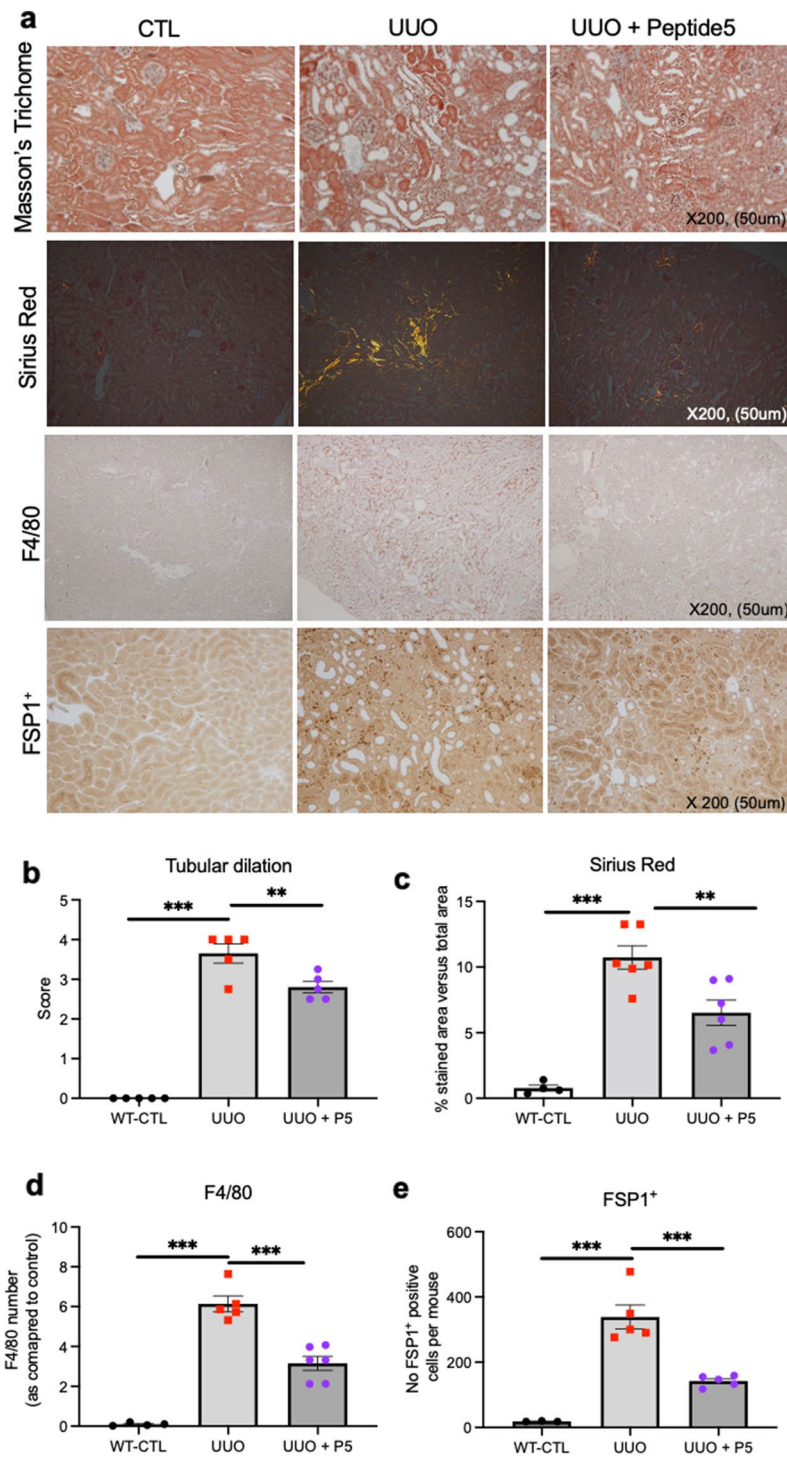 a
CTL
UUO
UUO + Peptide5
Masson's Trichome
X200, (50um)
Sirius Red
X200, (50um)
F4/80
X200, (50um)
FSP1+
X 200 (50um)
b
Tubular dilation
***
**
Score
5
4
3
2
1
0
WT-CTL
UUO
UUO + P5
c
Sirius Red
***
**
% stained area versus total area
15
10
5
0
WT-CTL
UUO
UUO + P5
d
F4/80
***
***
F4/80 number
(as comapred to control)
10
8
6
4
2
0
WT-CTL
UUO
UUO + P5
e
FSP1+
***
***
No FSP1+ positive
cells per mouse
600
400
200
0
WT-CTL
UUO
UUO + P5